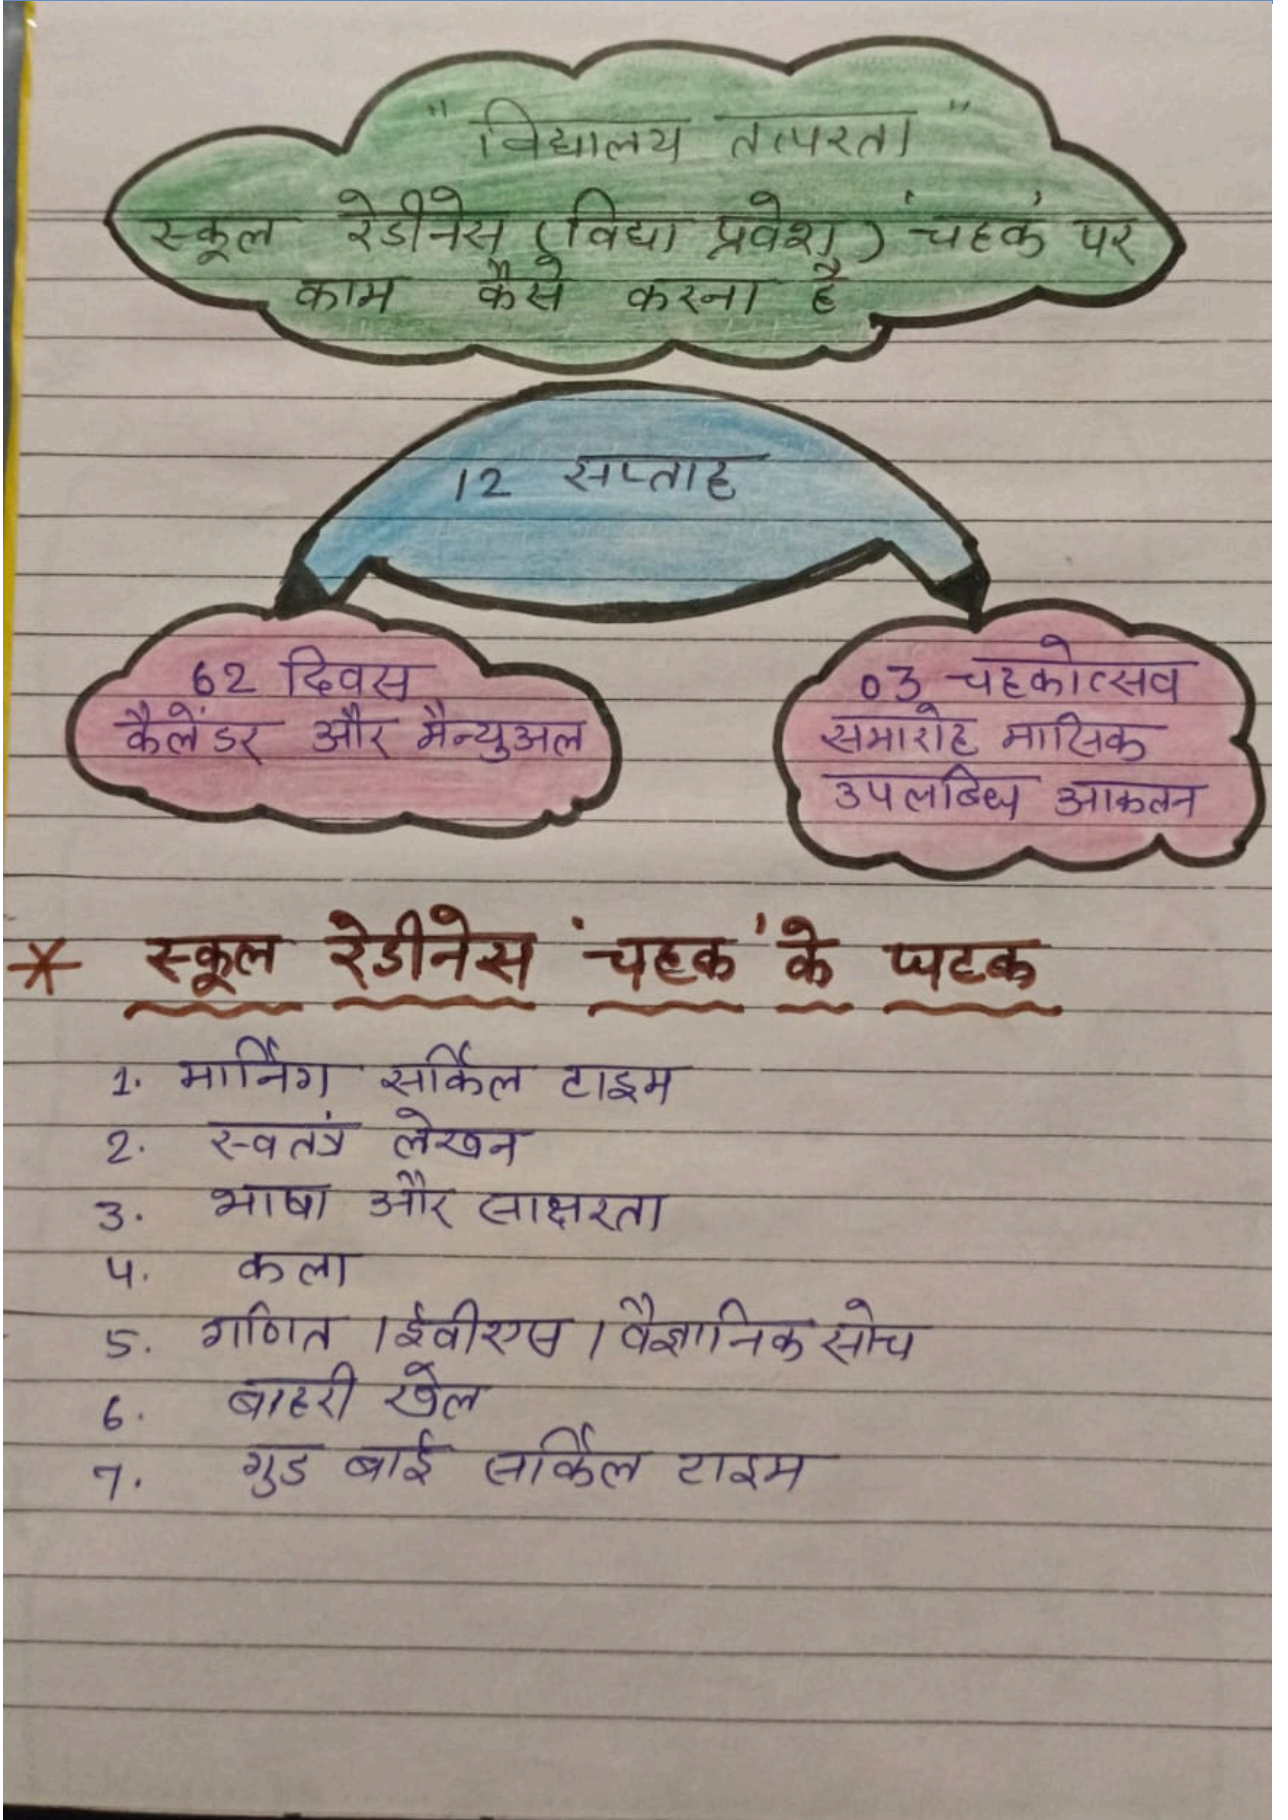 " विद्यालय तत्परता "
स्कूल रेडीनेस (विद्या प्रवेश) 'चहक' पर
काम कैसे करना है
12 सप्ताह
62 दिवस
कैलेंडर और मैन्युअल
03 चहकोत्सव
समारोह मासिक
उपलब्धि आकलन
* स्कूल रेडीनेस 'चहक' के घटक
1. मार्निंग सर्किल टाइम
2. स्वतंत्र लेखन
3. भाषा और साक्षरता
4. कला
5. गणित / ईवीएस / वैज्ञानिक सोच
6. बाहरी खेल
7. गुड बाई सर्किल टाइम